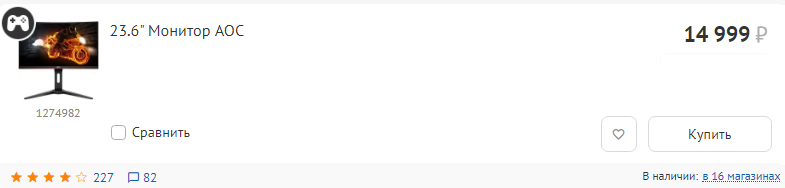 23.6" Монитор AOC
14 999 ₽
1274982
Сравнить
Купить
227
82
В наличии: в 16 магазинах